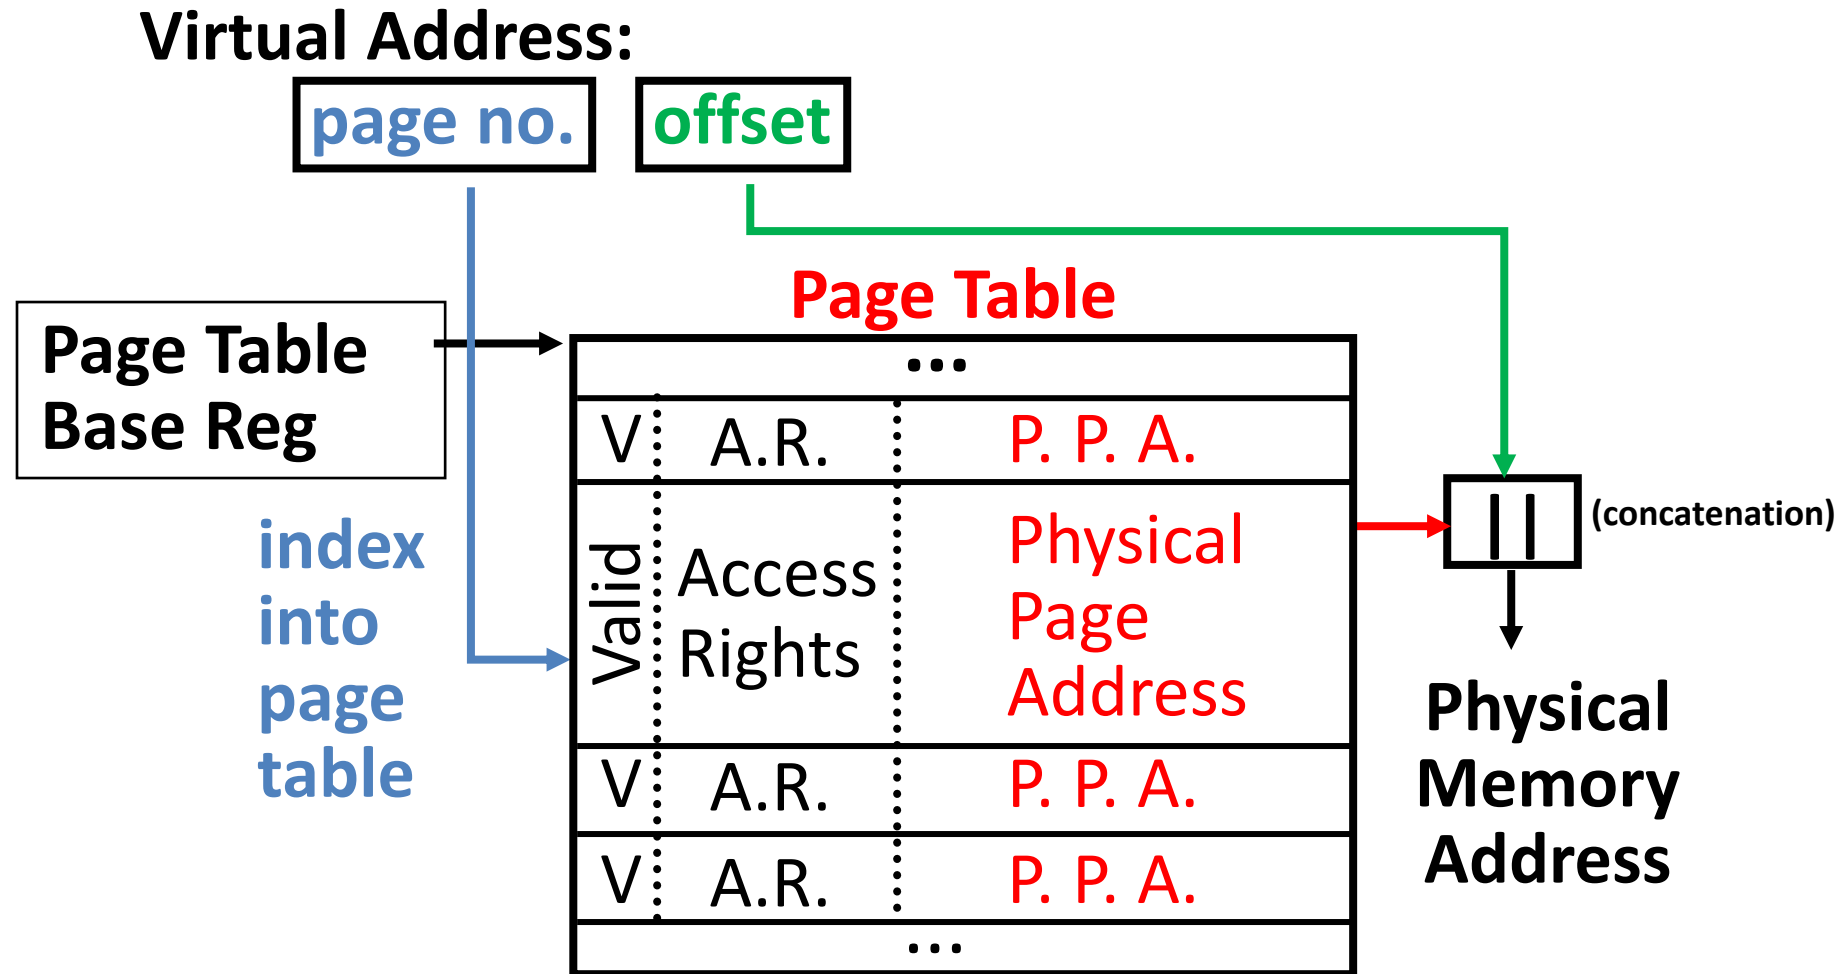 Virtual Address:
page no.
offset
Page Table
Page Table
Base Reg
...
V A.R. P. P. A.
index
into
page
table
Valid
Access
Rights
Physical
Page
Address
||
(concatenation)
V A.R. P. P. A.
V A.R. P. P. A.
...
Physical
Memory
Address